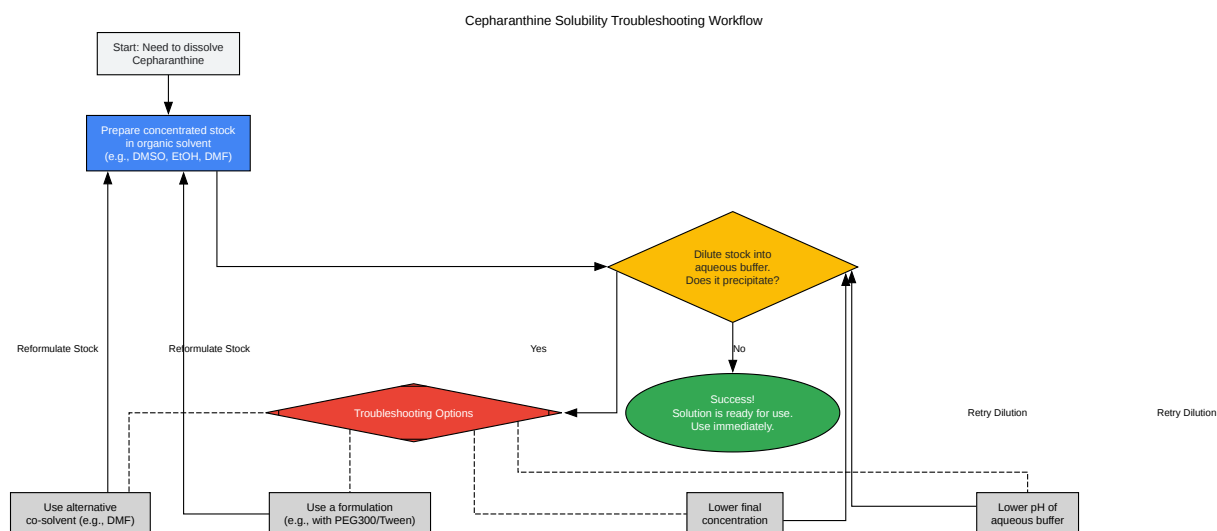 Cepharanthine Solubility Troubleshooting Workflow
Start: Need to dissolve
Cepharanthine
Prepare concentrated stock
in organic solvent
(e.g., DMSO, EtOH, DMF)
Dilute stock into
aqueous buffer.
Does it precipitate?
Reformulate Stock
Reformulate Stock
Yes
No
Troubleshooting Options
Success!
Solution is ready for use.
Use immediately.
Retry Dilution
Retry Dilution
Use alternative
co-solvent (e.g., DMF)
Use a formulation
(e.g., with PEG300/Tween)
Lower final
concentration
Lower pH of
aqueous buffer